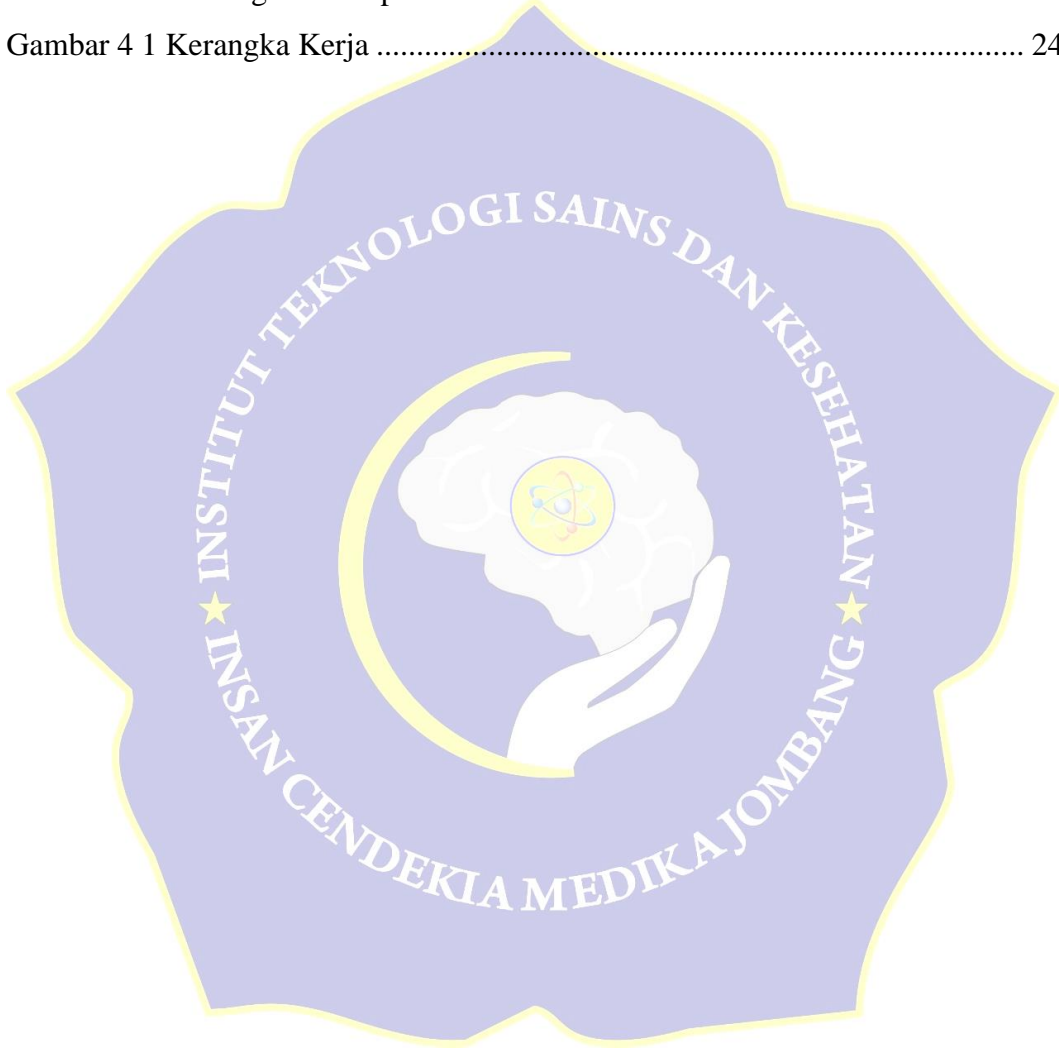 Gambar 4 1 Kerangka Kerja ................................................................................ 24
INSTITUT TEKNOLOGI SAINS DAN KESEHATAN
INSAN CENDEKIA MEDIKA JOMBANG